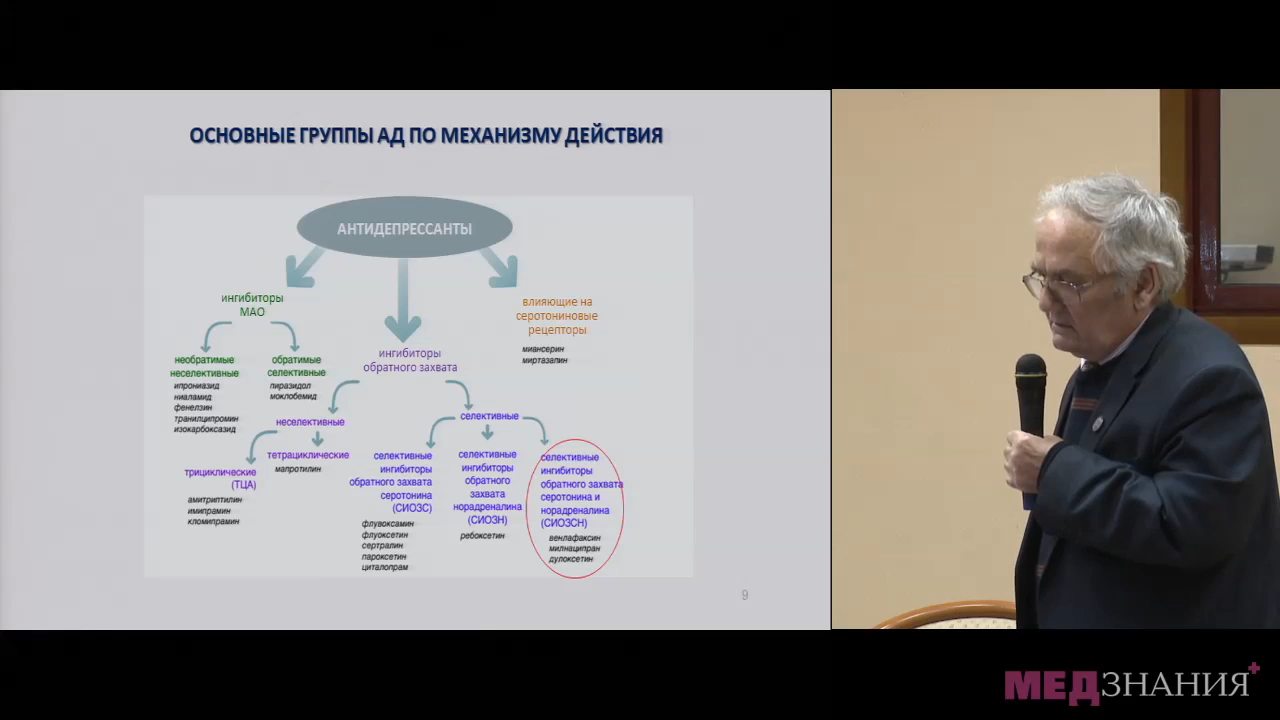 ОСНОВНЫЕ ГРУППЫ АД ПО МЕХАНИЗМУ ДЕЙСТВИЯ
АНТИДЕПРЕССАНТЫ
ингибиторы
МАО
необратимые
неселективные
ипрониазид
ниаламид
фенелзин
транилципромин
изокарбоксазид
обратимые
селективные
пиразидол
моклобемид
ингибиторы
обратного захвата
неселективные
трициклические
(ТЦА)
амитриптилин
имипрамин
кломипрамин
тетрациклические
мапротилин
селективные
селективные
ингибиторы
обратного захвата
серотонина
(СИОЗС)
флувоксамин
флуоксетин
сертралин
пароксетин
циталопрам
селективные
ингибиторы
обратного
захвата
норадреналина
(СИОЗН)
ребоксетин
селективные
ингибиторы
обратного захвата
серотонина и
норадреналина
(СИОЗСН)
венлафаксин
милнаципран
дулоксетин
влияющие на
серотониновые
рецепторы
миансерин
миртазапин
9
МЕДЗНАНИЯ+